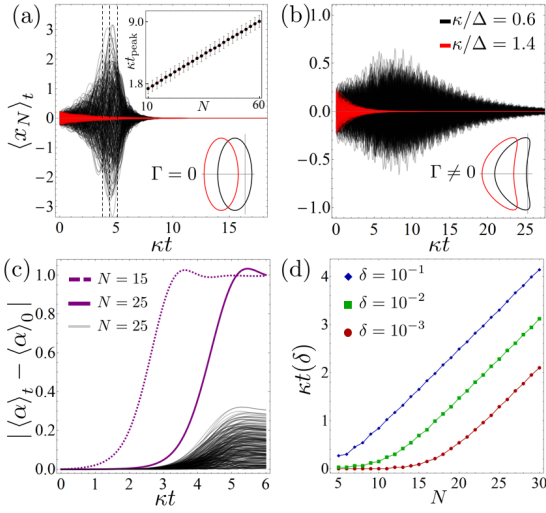 (a)
3
2
1
0
-1
-2
-3
⟨x_N⟩_t
0
5
10
15
κt
κt_peak
9.0
1.8
10
N
60
Γ = 0
(b)
1.0
0.5
0.0
-0.5
-1.0
κ/Δ = 0.6
κ/Δ = 1.4
Γ ≠ 0
0
5
10
15
20
25
κt
(c)
1.0
0.8
0.6
0.4
0.2
0.0
|⟨α⟩_t − ⟨α⟩_0|
N = 15
N = 25
N = 25
0
1
2
3
4
5
6
κt
(d)
4
3
2
1
0
κt(δ)
δ = 10^{-1}
δ = 10^{-2}
δ = 10^{-3}
5
10
15
20
25
30
N